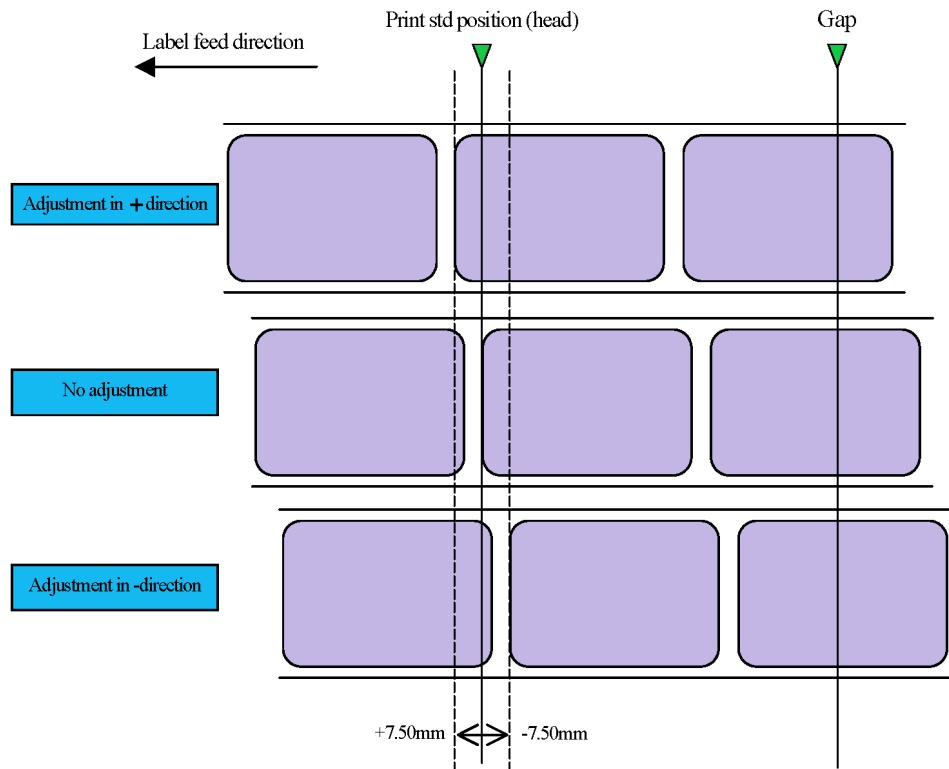 Print std position (head)
Gap
Label feed direction
Adjustment in +direction
No adjustment
Adjustment in -direction
+7.50mm
-7.50mm